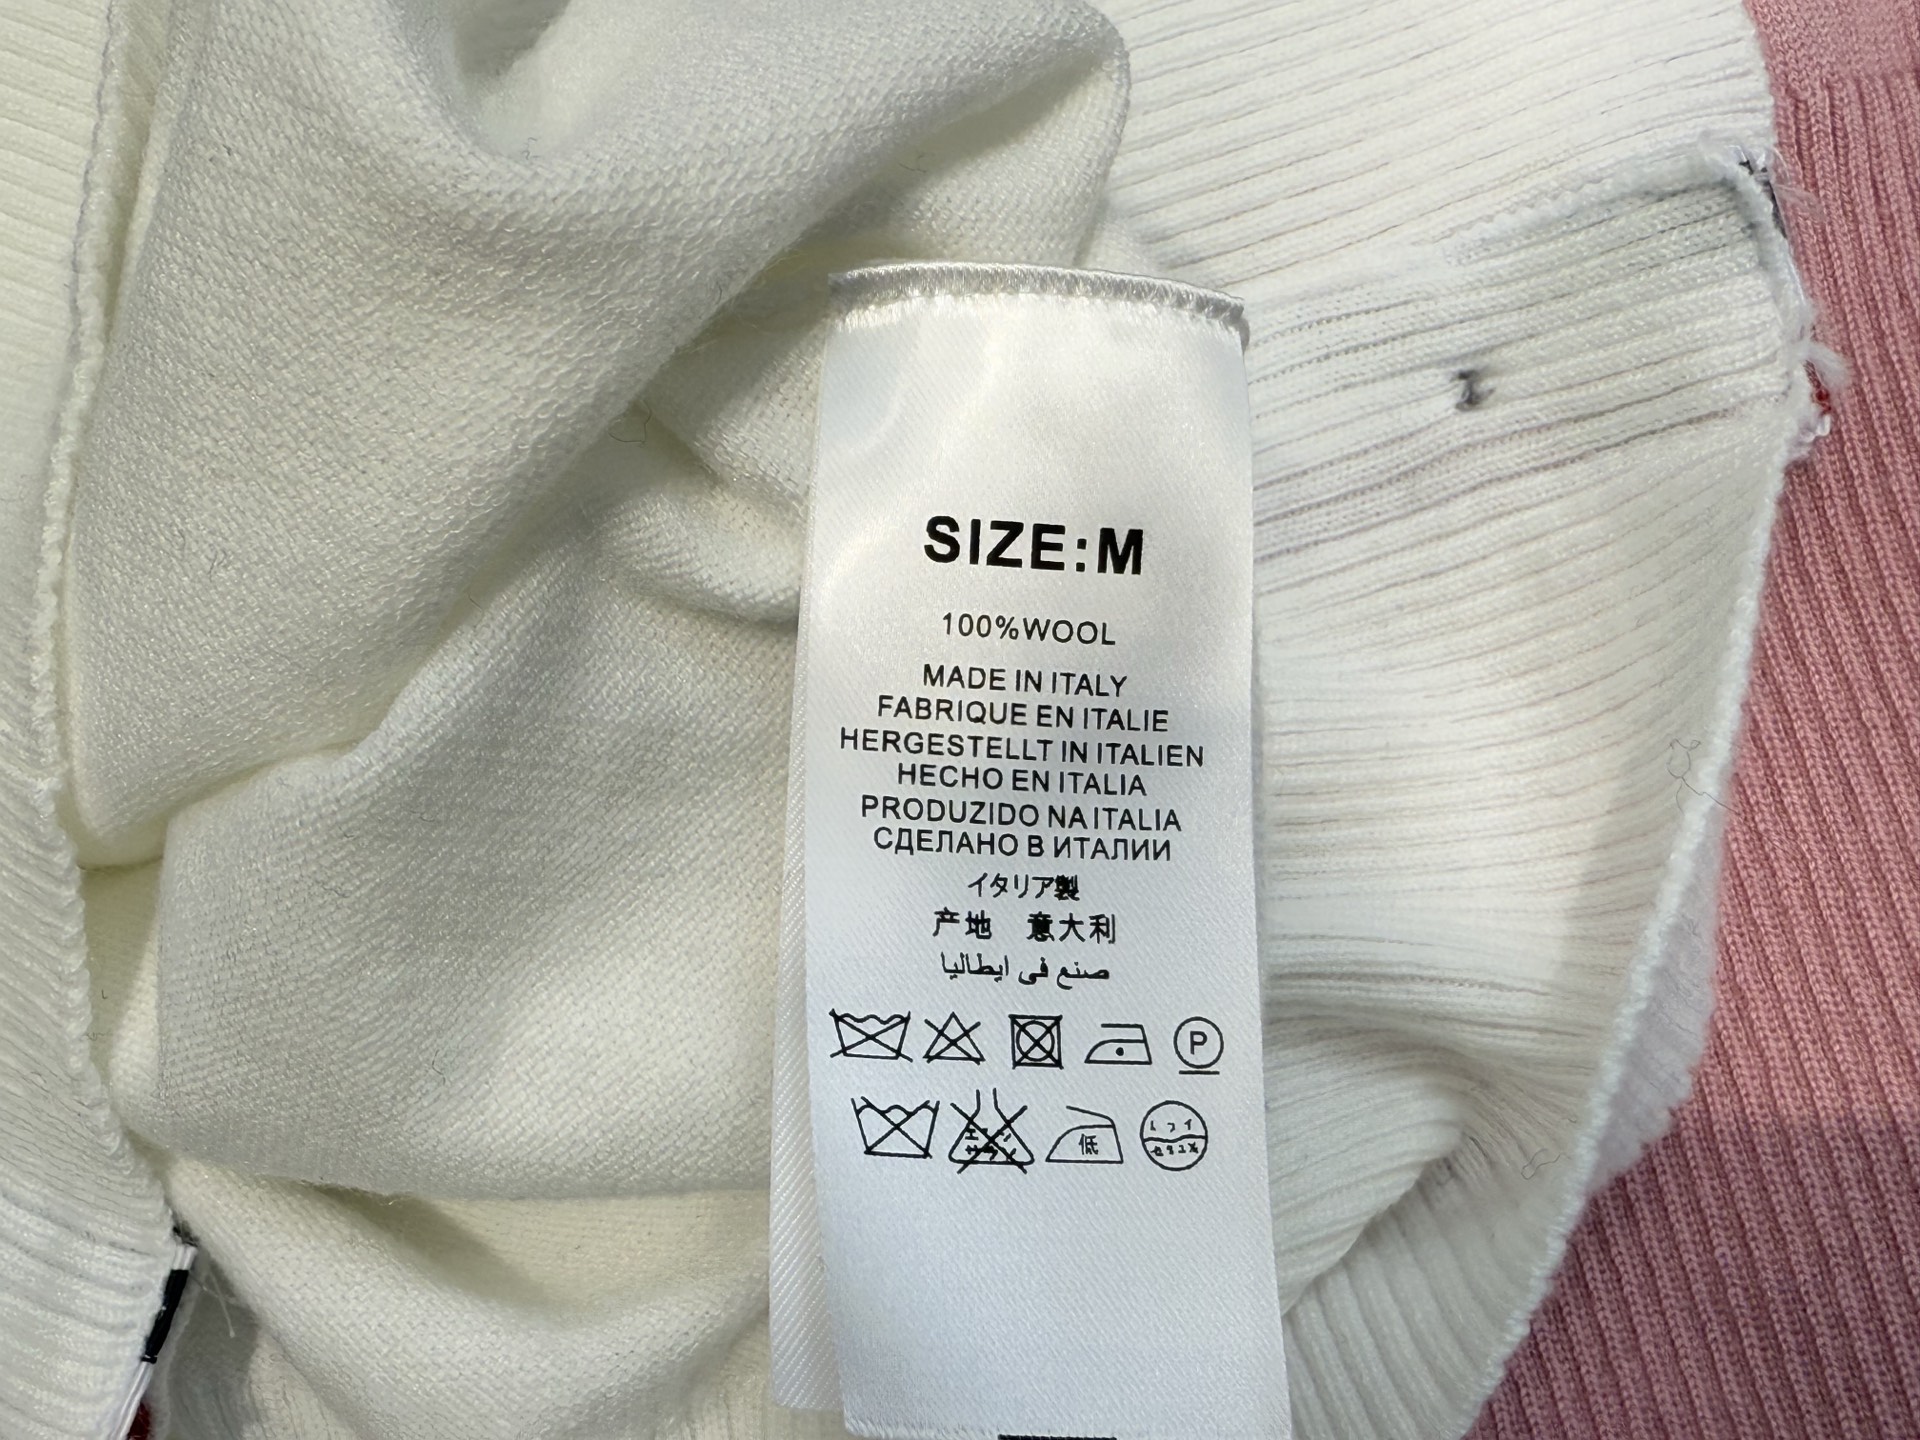 SIZE:M
100%WOOL
MADE IN ITALY
FABRIQUE EN ITALIE
HERGESTELLT IN ITALIEN
HECHO EN ITALIA
PRODUZIDO NA ITALIA
СДЕЛАНО В ИТАЛИИ
イタリア製
产地 意大利
صنع في ايطاليا
P
低